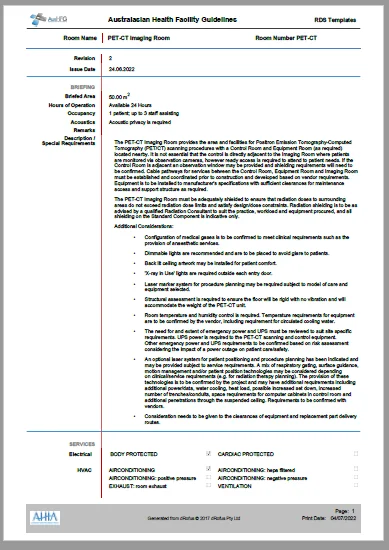 AusHFG
Australasian Health Facility Guidelines
RDS Templates
Room Name PET-CT Imaging Room Room Number PET-CT
Revision 2
Issue Date 24.06.2022
BRIEFING
Briefed Area 50.00 m2
Hours of Operation Available 24 Hours
Occupancy 1 patient; up to 3 staff assisting
Acoustics Acoustic privacy is required
Remarks
Description /
Special Requirements
The PET-CT Imaging Room provides the area and facilities for Positron Emission Tomography-Computed
Tomography (PET/CT) scanning procedures with a Control Room and Equipment Room (as required)
located nearby. It is not essential that the control is directly adjacent to the Imaging Room where patients
are monitored via observation cameras, however ready access is required to attend to patient needs. If the
Control Room is adjacent an observation window may be provided and shielding requirements will need to
be confirmed. Cable pathways for services between the Control Room, Equipment Room and Imaging Room
must be established and coordinated prior to construction and developed based on vendor requirements.
Equipment is to be installed to manufacturer's specifications with sufficient clearances for maintenance
access and support structure as required.
The PET-CT Imaging Room must be adequately shielded to ensure that radiation doses to surrounding
areas do not exceed radiation dose limits and satisfy design/dose constraints. Radiation shielding is to be as
advised by a qualified Radiation Consultant to suit the practice, workload and equipment procured, and all
shielding on the Standard Component is indicative only.
Additional Considerations:
• Configuration of medical gases is to be confirmed to meet clinical requirements such as the
provision of anaesthetic services.
• Dimmable lights are recommended and are to be placed to avoid glare to patients.
• Back lit ceiling artwork may be installed for patient comfort.
• 'X-ray in Use' lights are required outside each entry door.
• Laser marker system for procedure planning may be required subject to model of care and
equipment selected.
• Structural assessment is required to ensure the floor will be rigid with no vibration and will
accommodate the weight of the PET-CT unit.
• Room temperature and humidity control is required. Temperature requirements for equipment
are to be confirmed by the vendor, including requirement for circulated cooling water.
• The need for and extent of emergency power and UPS must be reviewed to suit site specific
requirements. UPS power is required to the PET-CT scanning and control equipment.
Other emergency power and UPS requirements to be confirmed based on risk assessment
considering the impact of a power outage on patient care/safety.
• An optional laser system for patient positioning and procedure planning has been indicated and
may be provided subject to service requirements. A mix of respiratory gating, surface guidance,
motion management and/or patient position technologies may be required depending
on clinical/service requirements (e.g. for radiation therapy planning). The provision of these
technologies is to be confirmed by the project and may have additional requirements including
additional power/data, water cooling, heat load, possible increased set down, increased
number of trenches/conduits, space requirements for computer cabinets in control room and
additional penetrations through the suspended ceiling. Requirements to be confirmed with
vendors.
• Consideration needs to be given to the clearances of equipment and replacement part delivery
routes.
SERVICES
Electrical BODY PROTECTED CARDIAC PROTECTED
HVAC AIRCONDITIONING AIRCONDITIONING: hepa filtered
AIRCONDITIONING: positive pressure AIRCONDITIONING: negative pressure
EXHAUST: room exhaust VENTILATION
AHIA
Generated from dRofus © 2017 dRofus Pty Ltd
Page: 1
Print Date: 04/07/2022